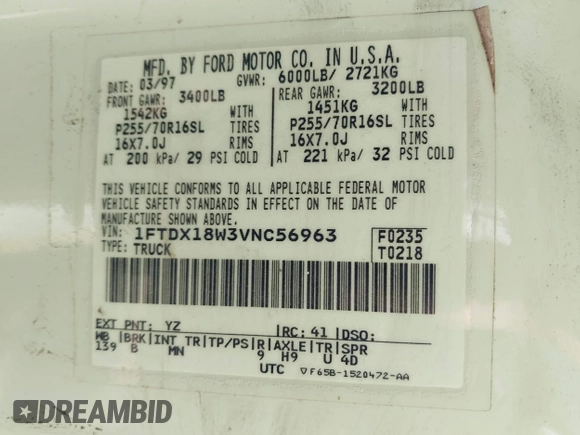 MFD. BY FORD MOTOR CO. IN U.S.A.
DATE: 03/97 GVWR: 6000LB/ 2721KG
FRONT GAWR: 3400LB REAR GAWR: 3200LB
1542KG WITH 1451KG WITH
P255/70R16SL TIRES P255/70R16SL TIRES
16X7.0J RIMS 16X7.0J RIMS
AT 200 kPa/ 29 PSI COLD AT 221 kPa/ 32 PSI COLD
THIS VEHICLE CONFORMS TO ALL APPLICABLE FEDERAL MOTOR
VEHICLE SAFETY STANDARDS IN EFFECT ON THE DATE OF
MANUFACTURE SHOWN ABOVE.
VIN: 1FTDX18W3VNC56963 F0235
TYPE: TRUCK T0218
EXT PNT: YZ RC: 41 DSO:
WB BRK INT TR TP/PS R AXLE TR SPR
139 B MN 9 H9 U 4D
UTC F65B-1520472-AA
DREAMBID